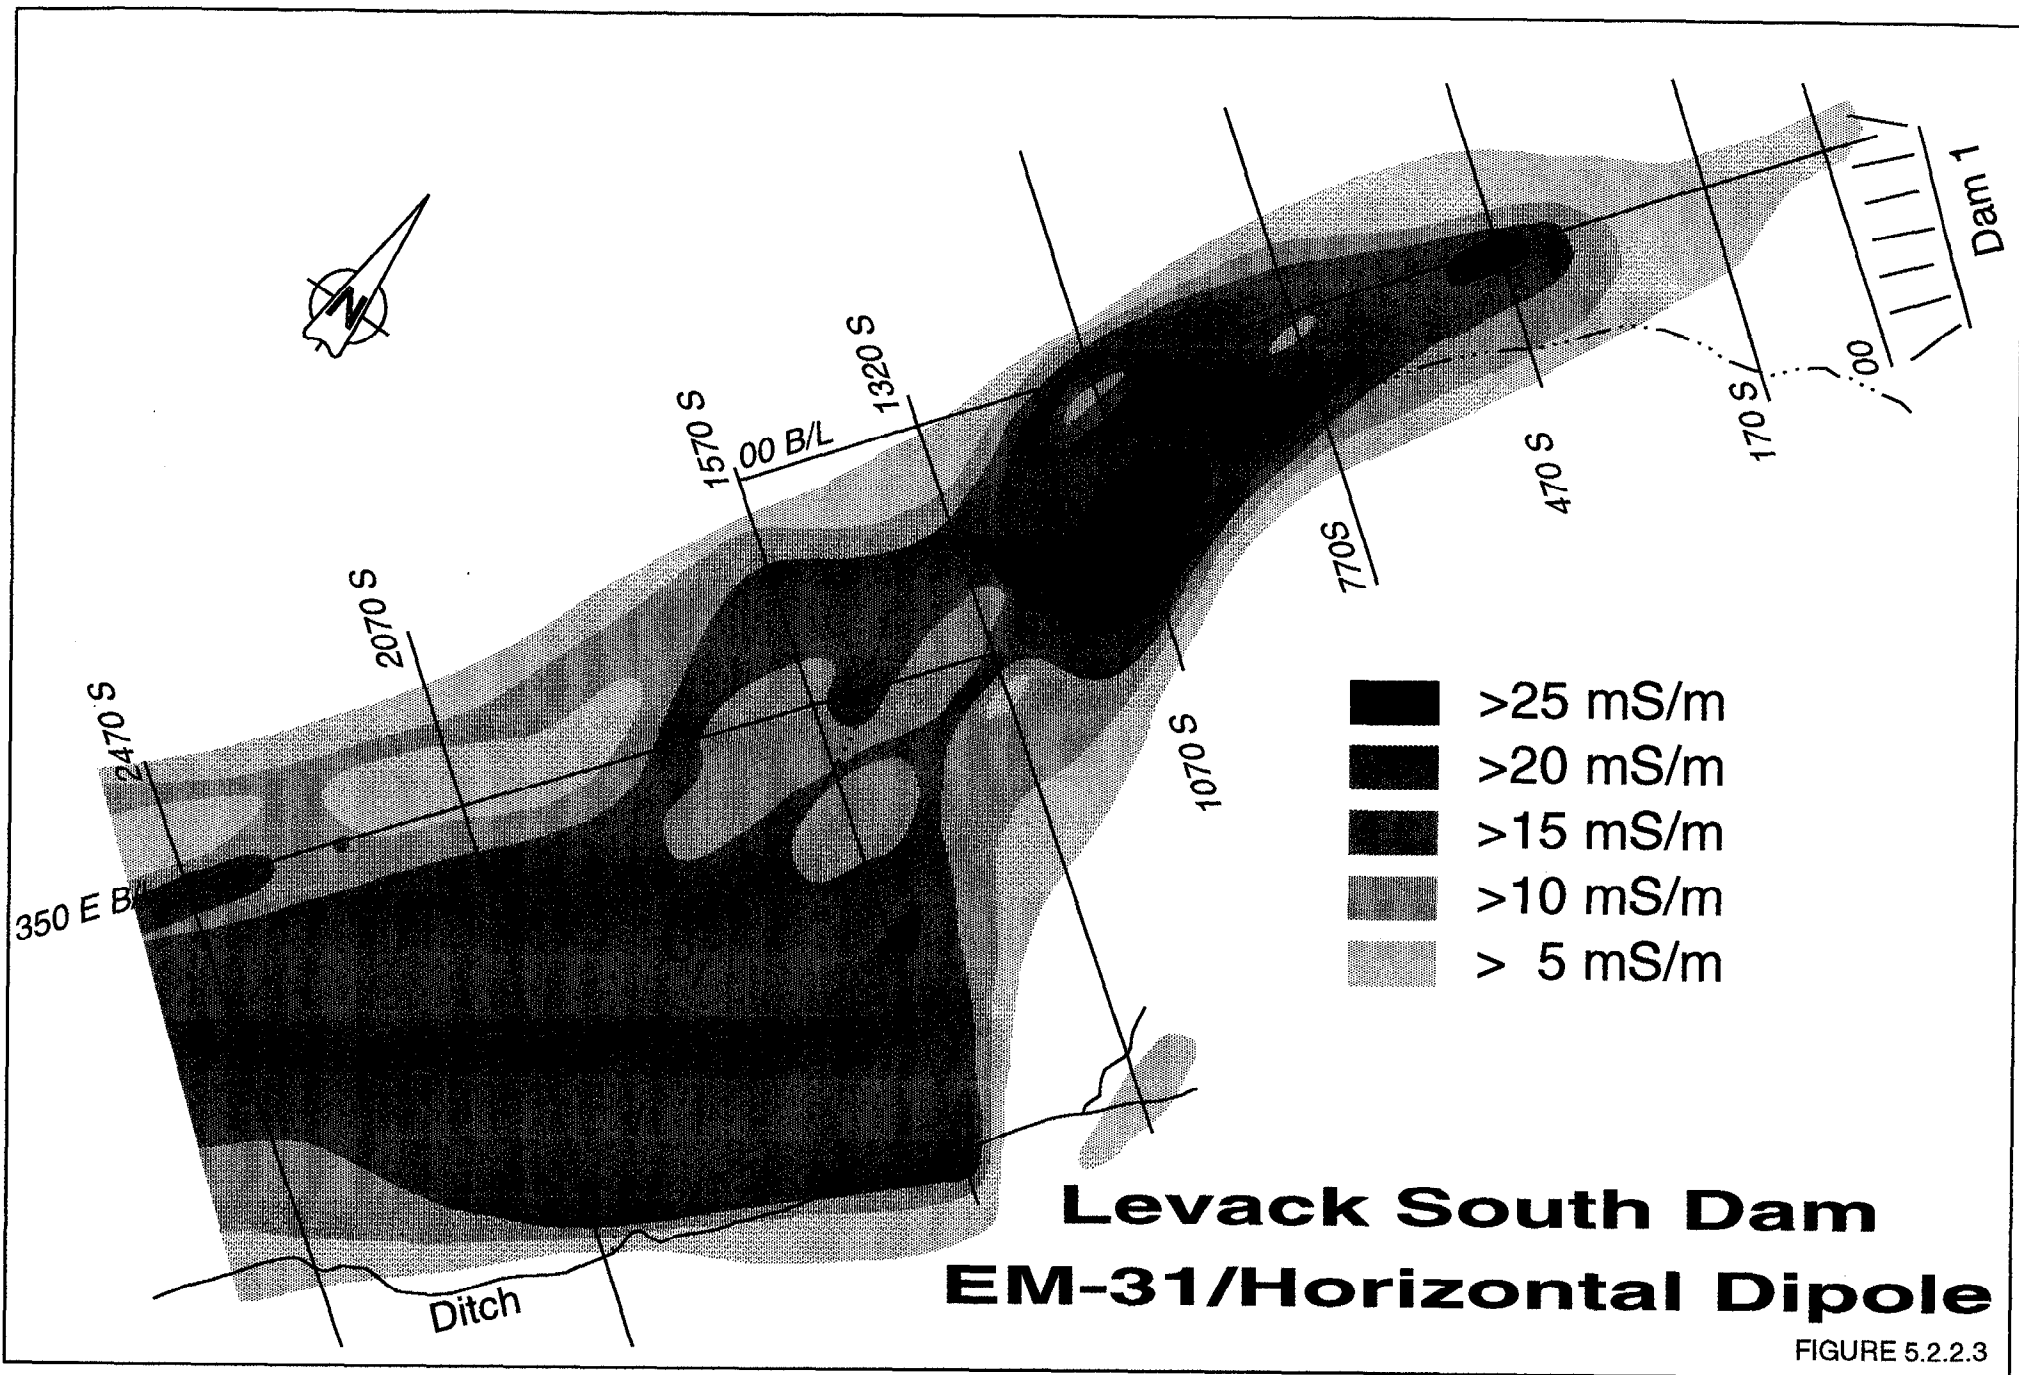 N
Dam 1
00
170 S
470 S
770S
1070 S
1320 S
1570 S
00 B/L
2070 S
2470 S
350 E B/
>25 mS/m
>20 mS/m
>15 mS/m
>10 mS/m
> 5 mS/m
Ditch
Levack South Dam
EM-31/Horizontal Dipole
FIGURE 5.2.2.3